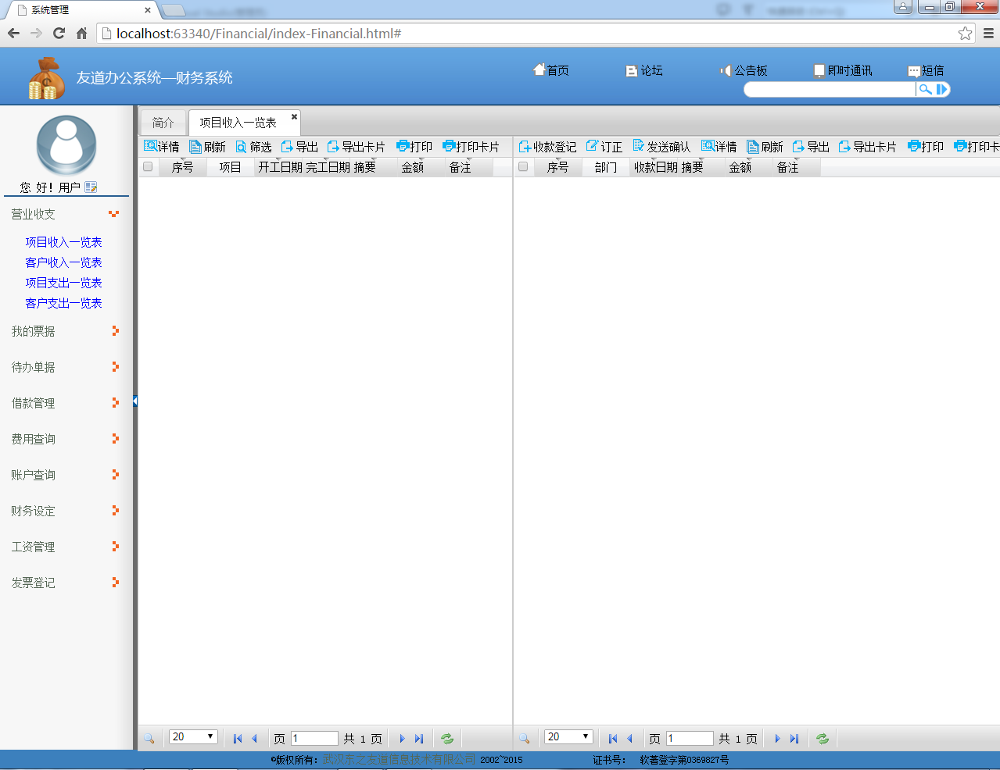 系统管理
localhost:63340/Financial/index-Financial.html#
友道办公系统—财务系统
首页 论坛 公告板 即时通讯 短信
简介 项目收入一览表
详情 刷新 筛选 导出 导出卡片 打印 打印卡片
收款登记 订正 发送确认 详情 刷新 导出 导出卡片 打印 打印卡
序号 项目 开工日期 完工日期 摘要 金额 备注
序号 部门 收款日期 摘要 金额 备注
您 好！用户
营业收支
项目收入一览表
客户收入一览表
项目支出一览表
客户支出一览表
我的票据
待办单据
借款管理
费用查询
账户查询
财务设定
工资管理
发票登记
20 页 1 共 1 页
20 页 1 共 1 页
©版权所有：武汉东之友道信息技术有限公司 2002~2015 证书号： 软著登字第0369827号